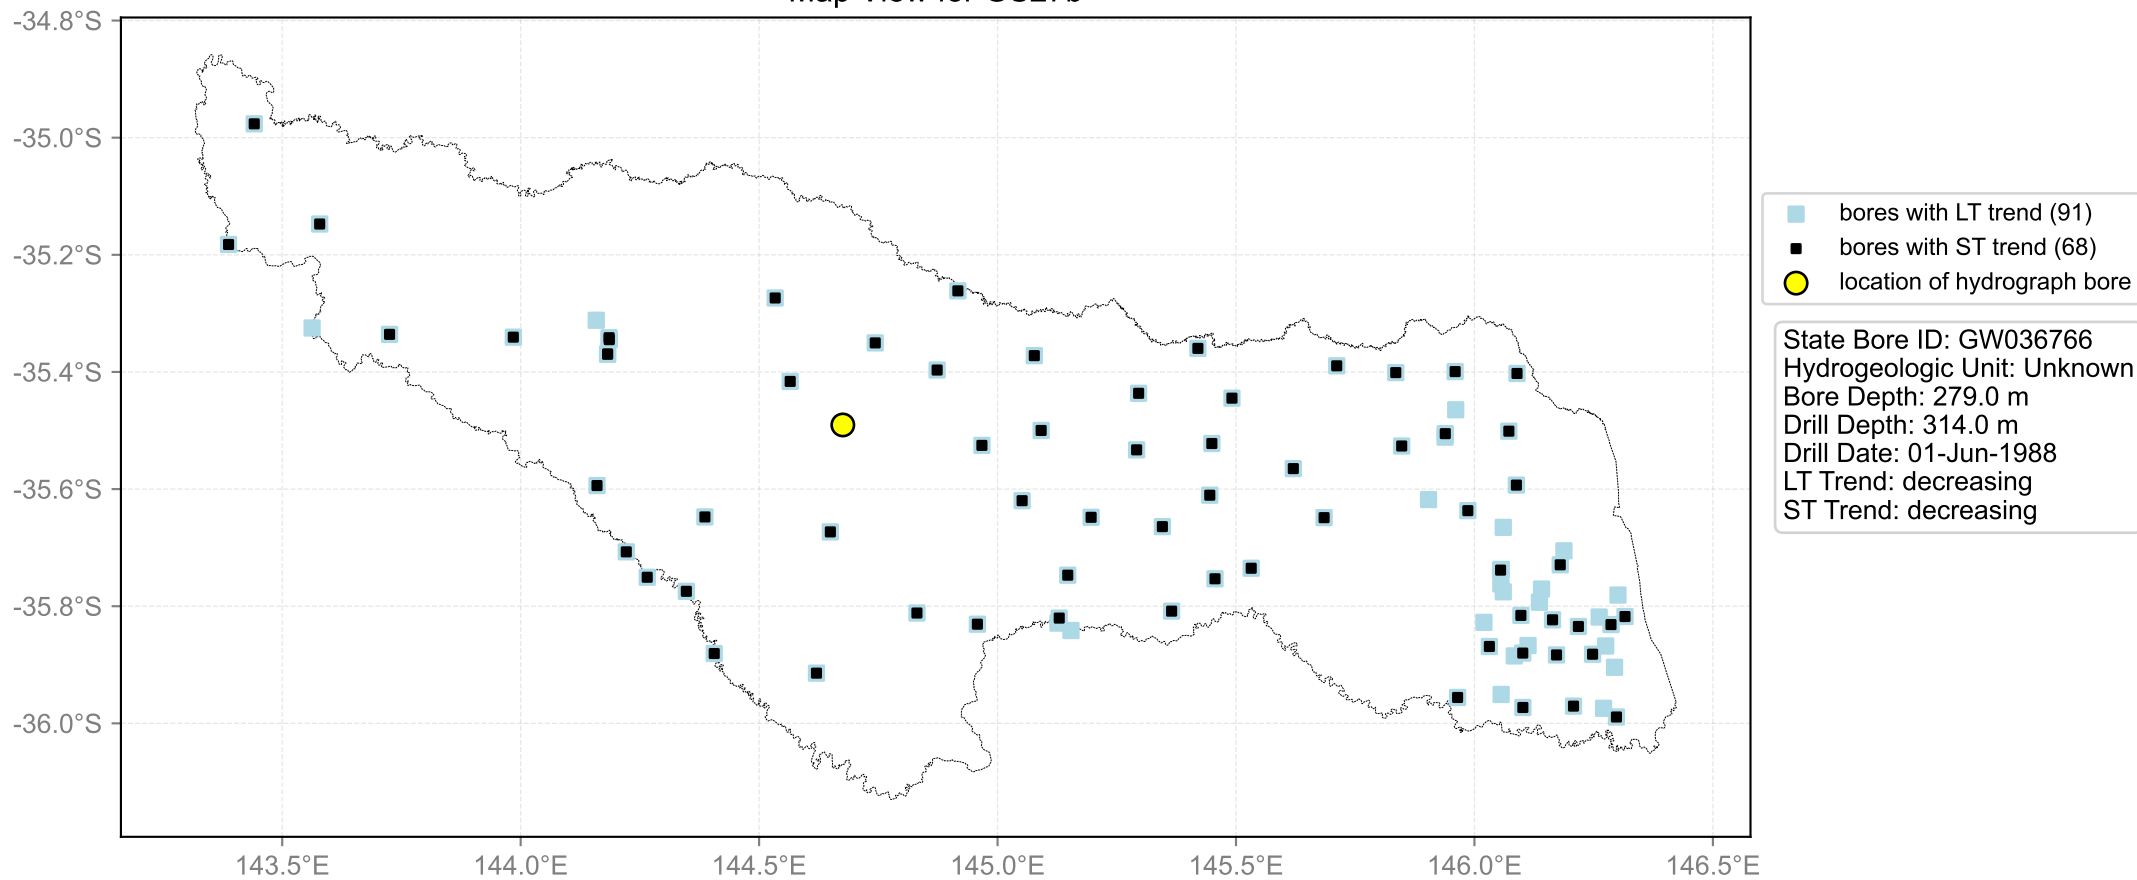 -34.8°S
-35.0°S
-35.2°S
-35.4°S
-35.6°S
-35.8°S
-36.0°S
143.5°E
144.0°E
144.5°E
145.0°E
145.5°E
146.0°E
146.5°E
bores with LT trend (91)
bores with ST trend (68)
location of hydrograph bore
State Bore ID: GW036766
Hydrogeologic Unit: Unknown
Bore Depth: 279.0 m
Drill Depth: 314.0 m
Drill Date: 01-Jun-1988
LT Trend: decreasing
ST Trend: decreasing